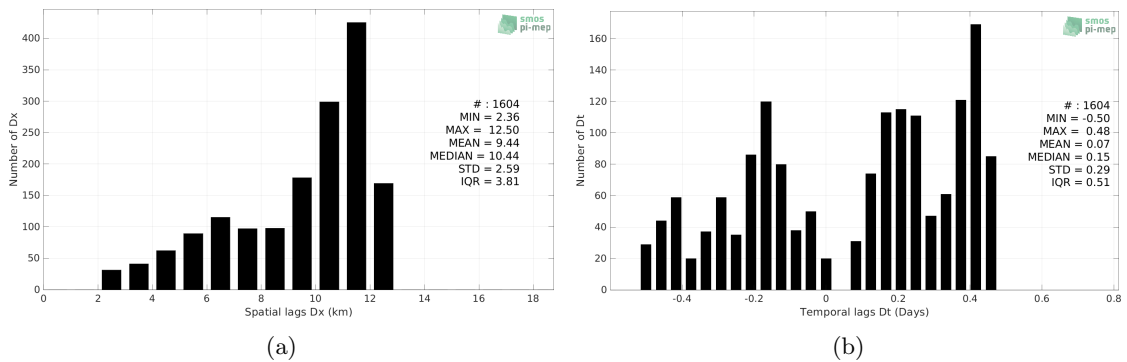 smos
pi-mep
Number of Dx
400
350
300
250
200
150
100
50
0
# : 1604
MIN = 2.36
MAX = 12.50
MEAN = 9.44
MEDIAN = 10.44
STD = 2.59
IQR = 3.81
0 2 4 6 8 10 12 14 16 18
Spatial lags Dx (km)
(a)
smos
pi-mep
Number of Dt
160
140
120
100
80
60
40
20
0
# : 1604
MIN = -0.50
MAX = 0.48
MEAN = 0.07
MEDIAN = 0.15
STD = 0.29
IQR = 0.51
-0.4 -0.2 0 0.2 0.4 0.6 0.8
Temporal lags Dt (Days)
(b)